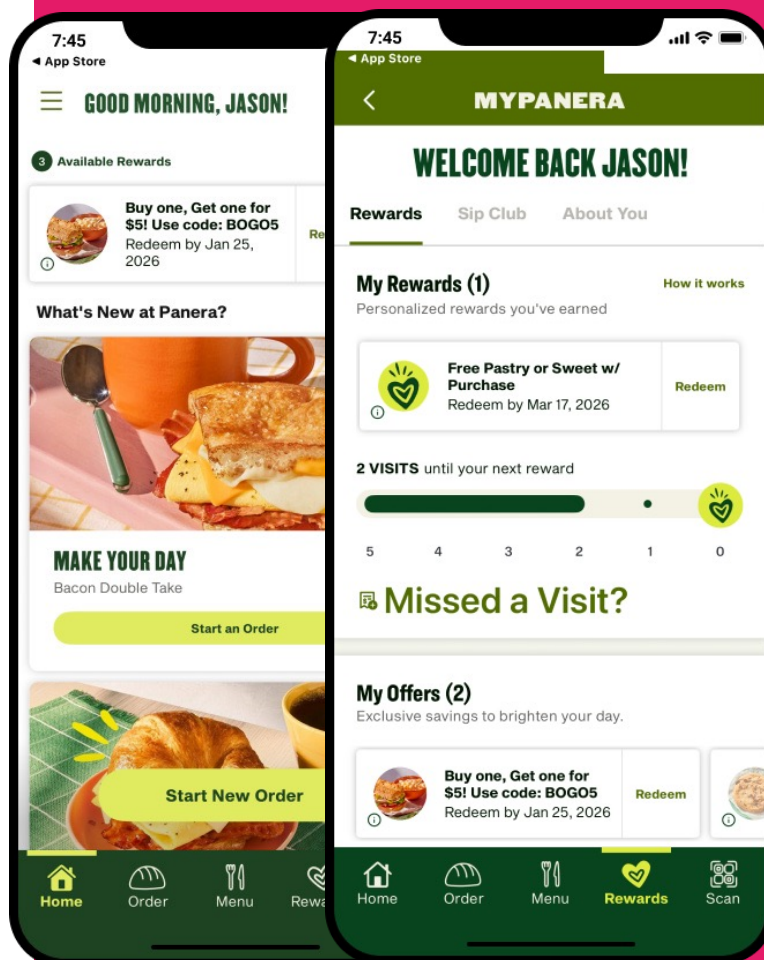 7:45
◀ App Store
GOOD MORNING, JASON!
3 Available Rewards
Buy one, Get one for
$5! Use code: BOGO5
Redeem by Jan 25,
2026
What's New at Panera?
MAKE YOUR DAY
Bacon Double Take
Start an Order
Start New Order
Home
Order
Menu
7:45
◀ App Store
MYPANERA
WELCOME BACK JASON!
Rewards Sip Club About You
My Rewards (1)
How it works
Personalized rewards you've earned
Free Pastry or Sweet w/
Purchase
Redeem by Mar 17, 2026
Redeem
2 VISITS until your next reward
5 4 3 2 1 0
Missed a Visit?
My Offers (2)
Exclusive savings to brighten your day.
Buy one, Get one for
$5! Use code: BOGO5
Redeem by Jan 25, 2026
Redeem
Home Order Menu Rewards Scan